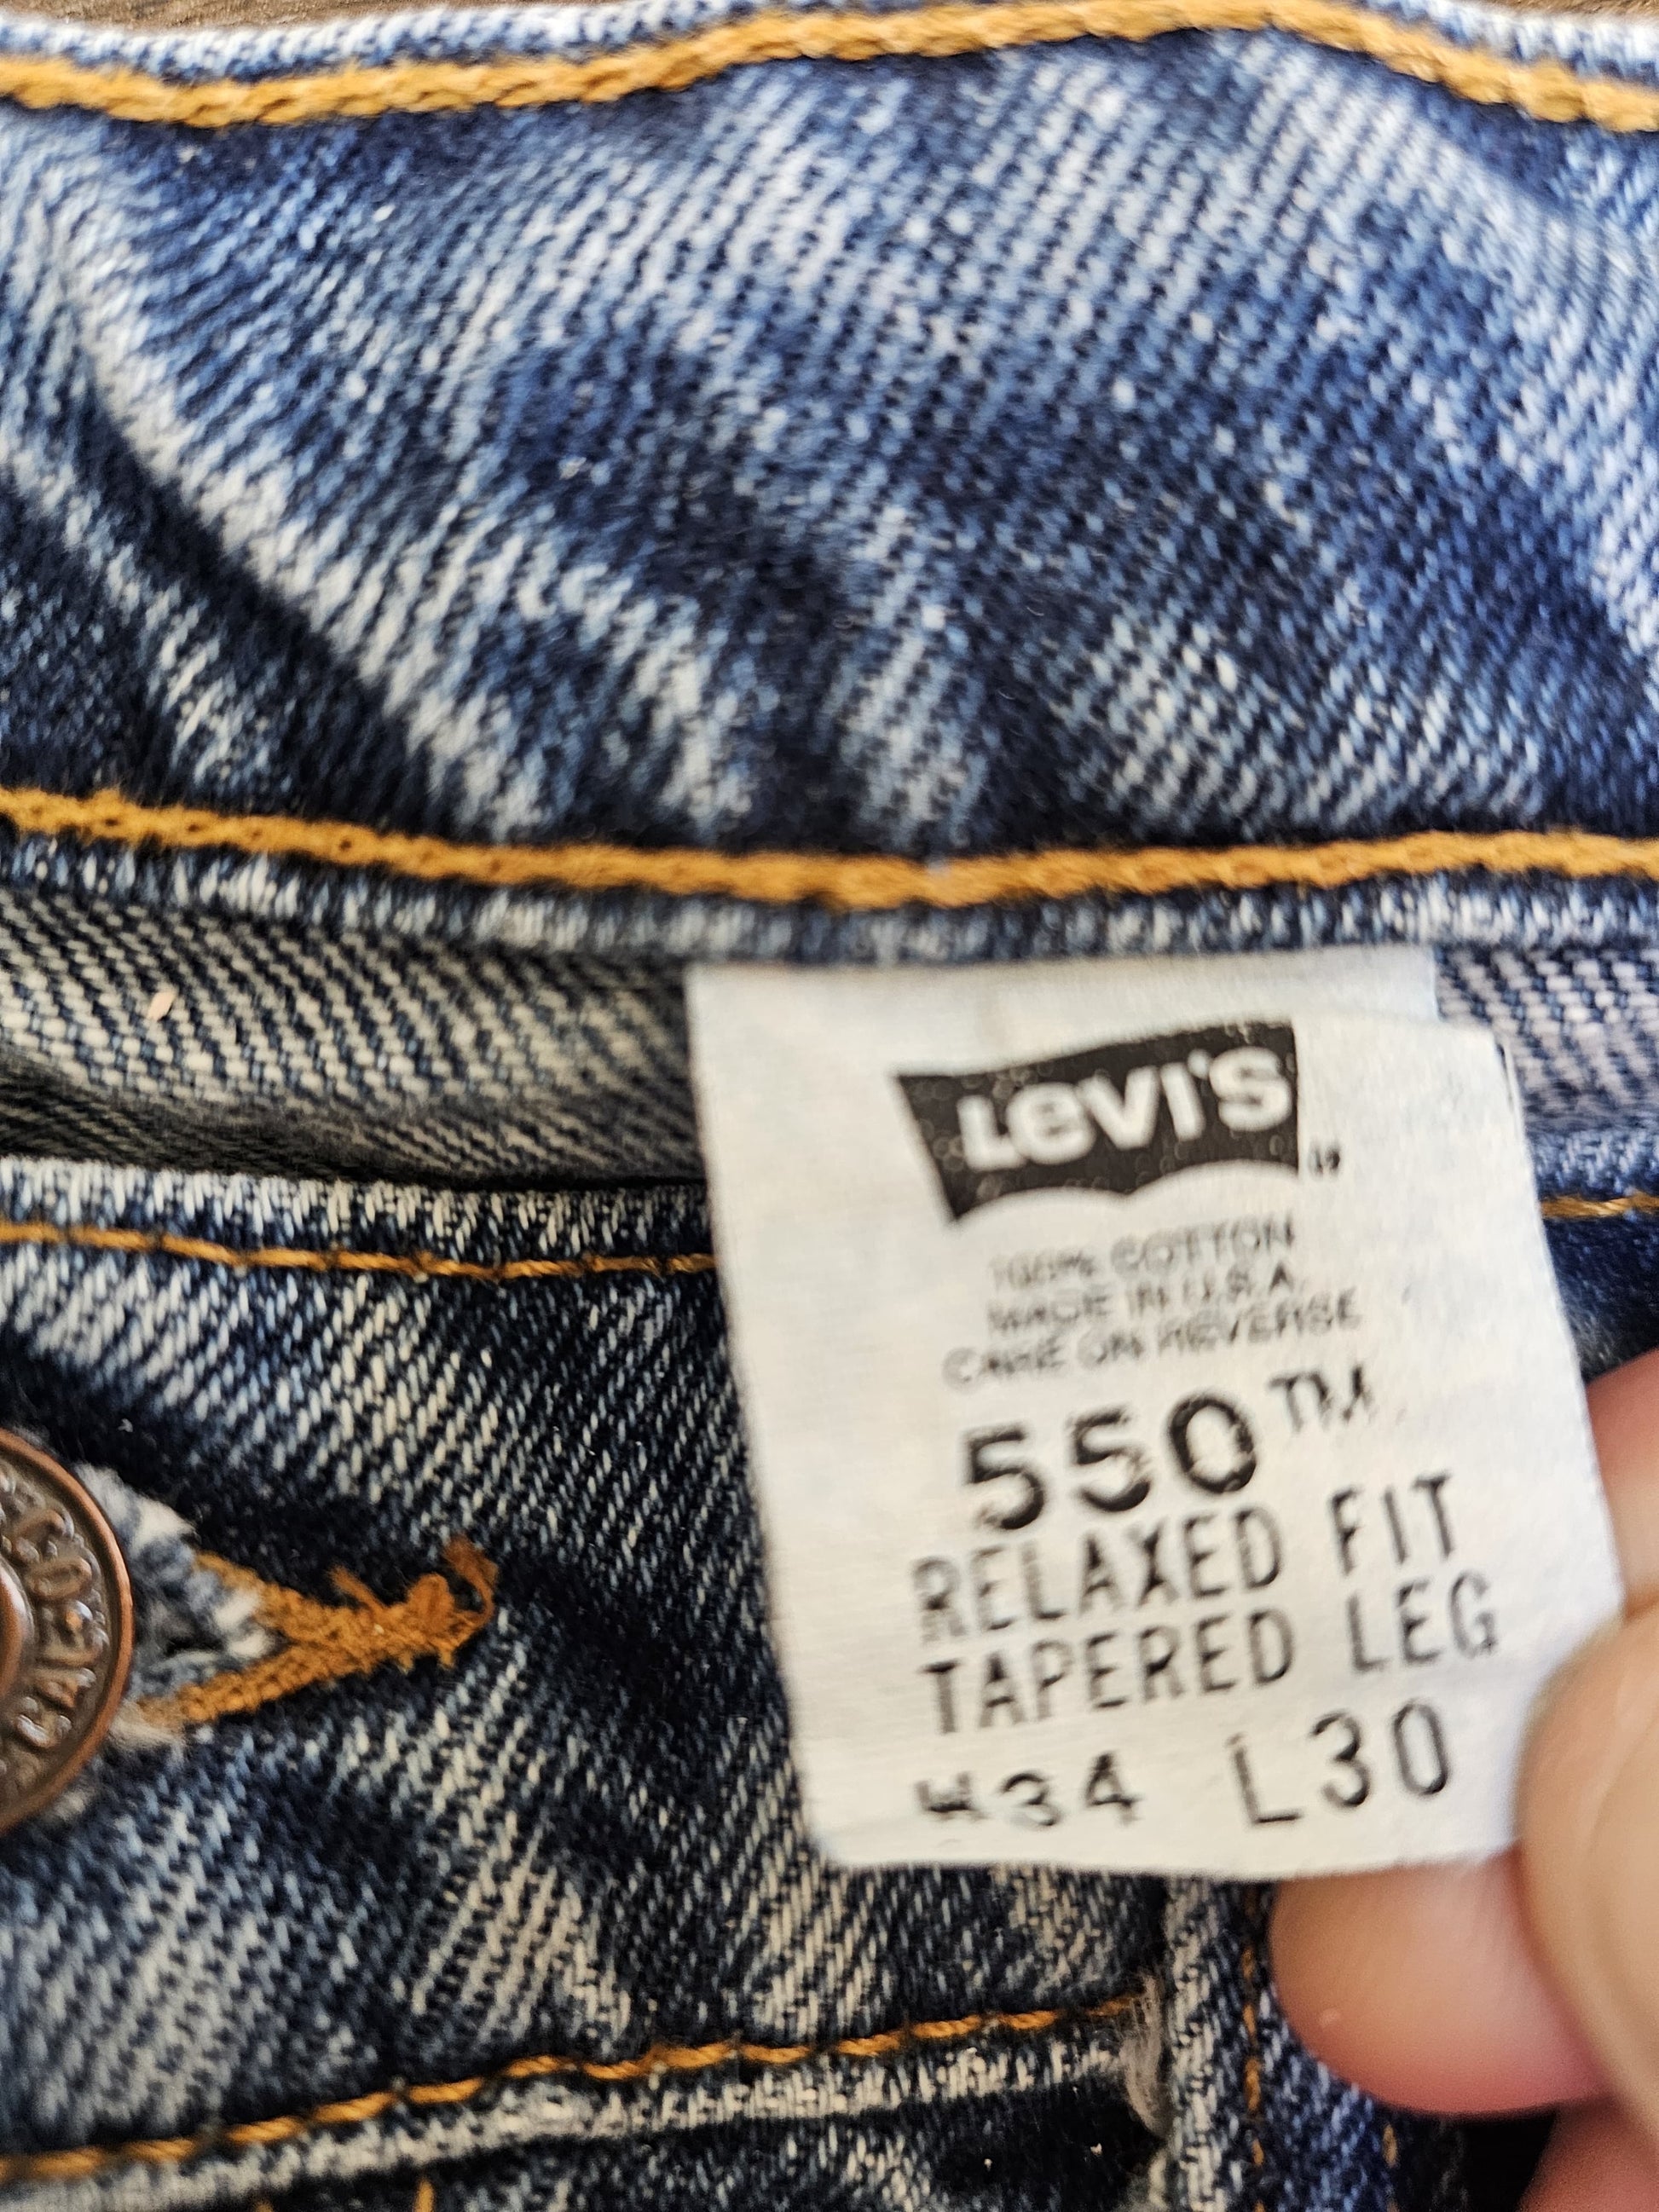 Levi's
100% COTTON
MADE IN U.S.A.
CARE ON REVERSE
550™
RELAXED FIT
TAPERED LEG
W34 L30